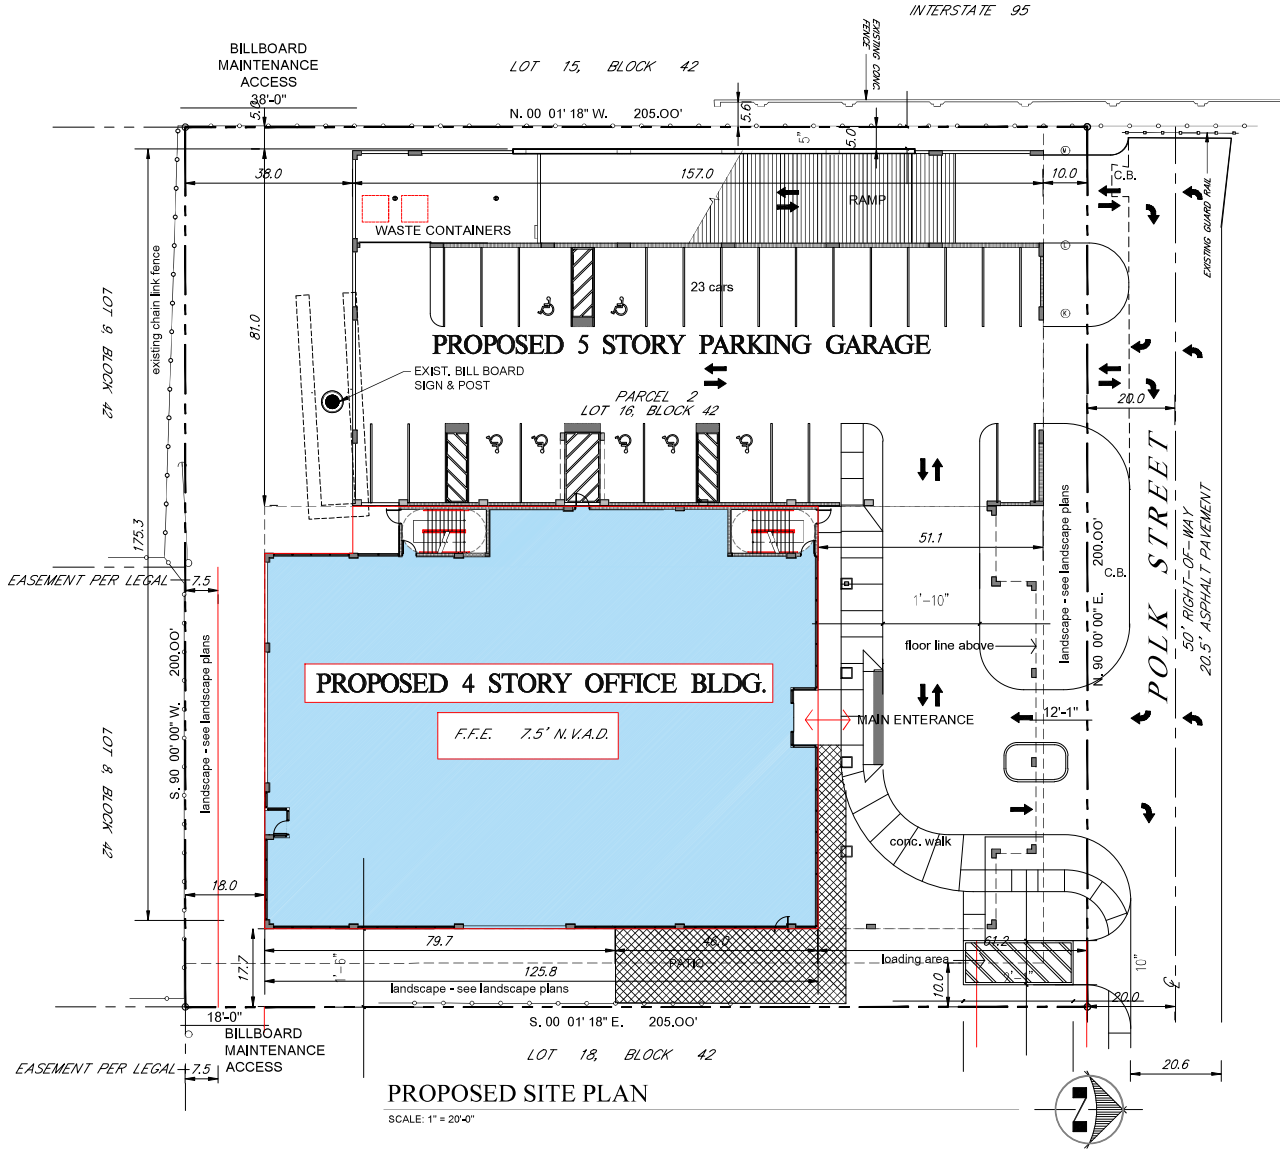 INTERSTATE 95
EXISTING CONC.
FENCE
BILLBOARD
MAINTENANCE
ACCESS
38'-0"
LOT 15, BLOCK 42
N. 00 01' 18" W. 205.00'
5.0
5.6
5"
5.0
38.0
157.0
10.0
C.B.
RAMP
WASTE CONTAINERS
EXISTING GUARD RAIL
existing chain link fence
81.0
LOT 9, BLOCK 42
23 cars
PROPOSED 5 STORY PARKING GARAGE
EXIST. BILL BOARD
SIGN & POST
PARCEL 2
LOT 16, BLOCK 42
20.0
POLK STREET
50' RIGHT-OF-WAY
20.5' ASPHALT PAVEMENT
175.3
51.1
landscape - see landscape plans
N. 90 00' 00" E. 200.00'
C.B.
EASEMENT PER LEGAL
7.5
1'-10"
floor line above
S. 90 00' 00" W. 200.00'
landscape - see landscape plans
PROPOSED 4 STORY OFFICE BLDG.
F.F.E. 7.5' N.V.A.D.
MAIN ENTERANCE
12'-1"
LOT 8, BLOCK 42
conc. walk
18.0
79.7
46.0
61.2
17.7
1'-6"
125.8
PATIO
loading area
10.0
10"
landscape - see landscape plans
20.0
18'-0"
S. 00 01' 18" E. 205.00'
BILLBOARD
MAINTENANCE
ACCESS
EASEMENT PER LEGAL
7.5
LOT 18, BLOCK 42
20.6
PROPOSED SITE PLAN
SCALE: 1" = 20'-0"
N